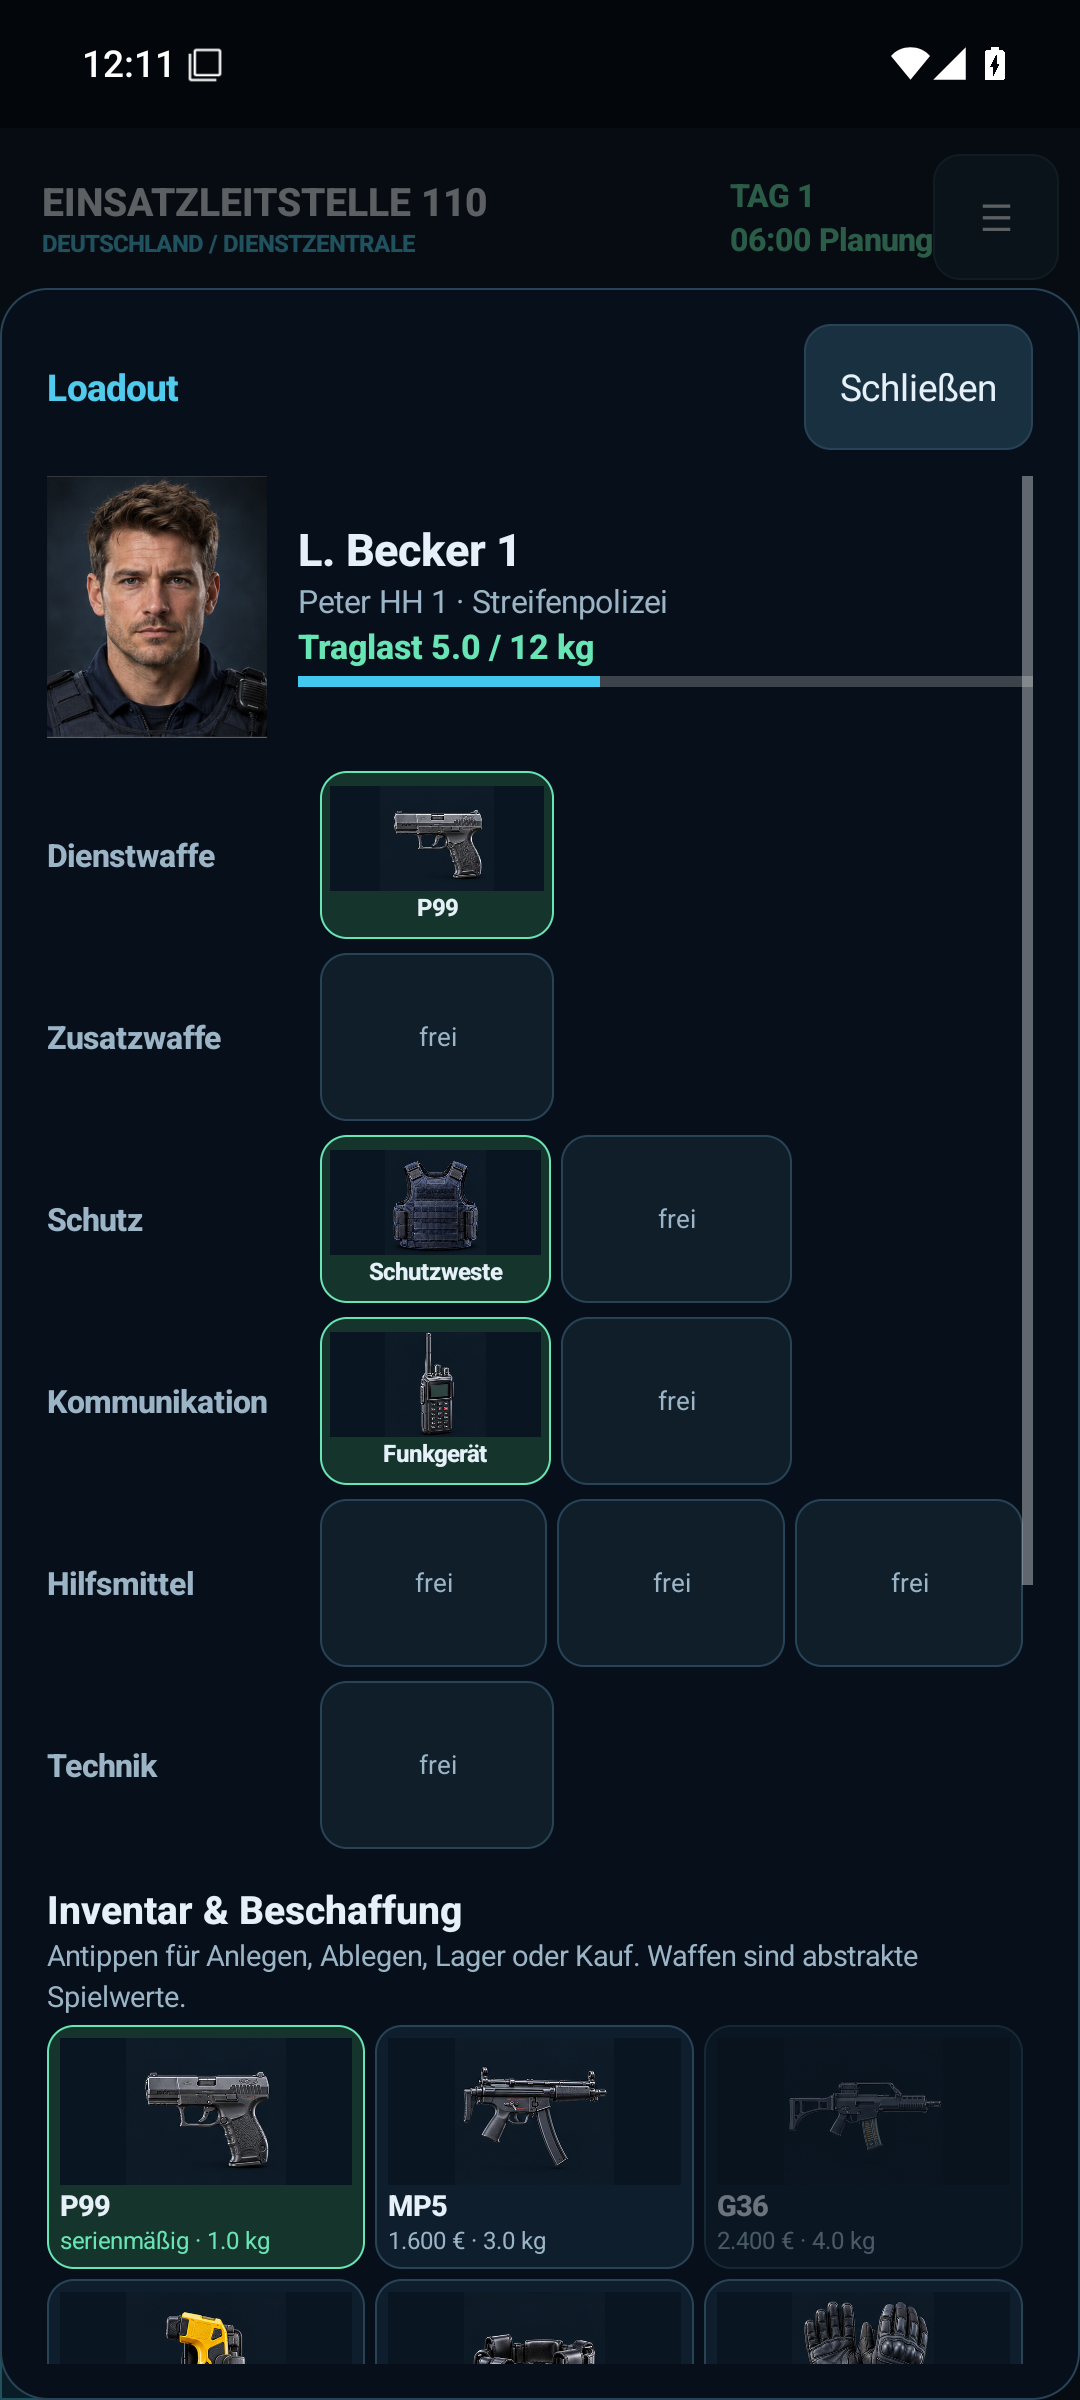 12:11
EINSATZLEITSTELLE 110
DEUTSCHLAND / DIENSTZENTRALE
TAG 1
06:00 Planung
☰
Loadout
Schließen
L. Becker 1
Peter HH 1 · Streifenpolizei
Traglast 5.0 / 12 kg
Dienstwaffe
P99
Zusatzwaffe
frei
Schutz
Schutzweste
frei
Kommunikation
Funkgerät
frei
Hilfsmittel
frei
frei
frei
Technik
frei
Inventar & Beschaffung
Antippen für Anlegen, Ablegen, Lager oder Kauf. Waffen sind abstrakte
Spielwerte.
P99
serienmäßig · 1.0 kg
MP5
1.600 € · 3.0 kg
G36
2.400 € · 4.0 kg